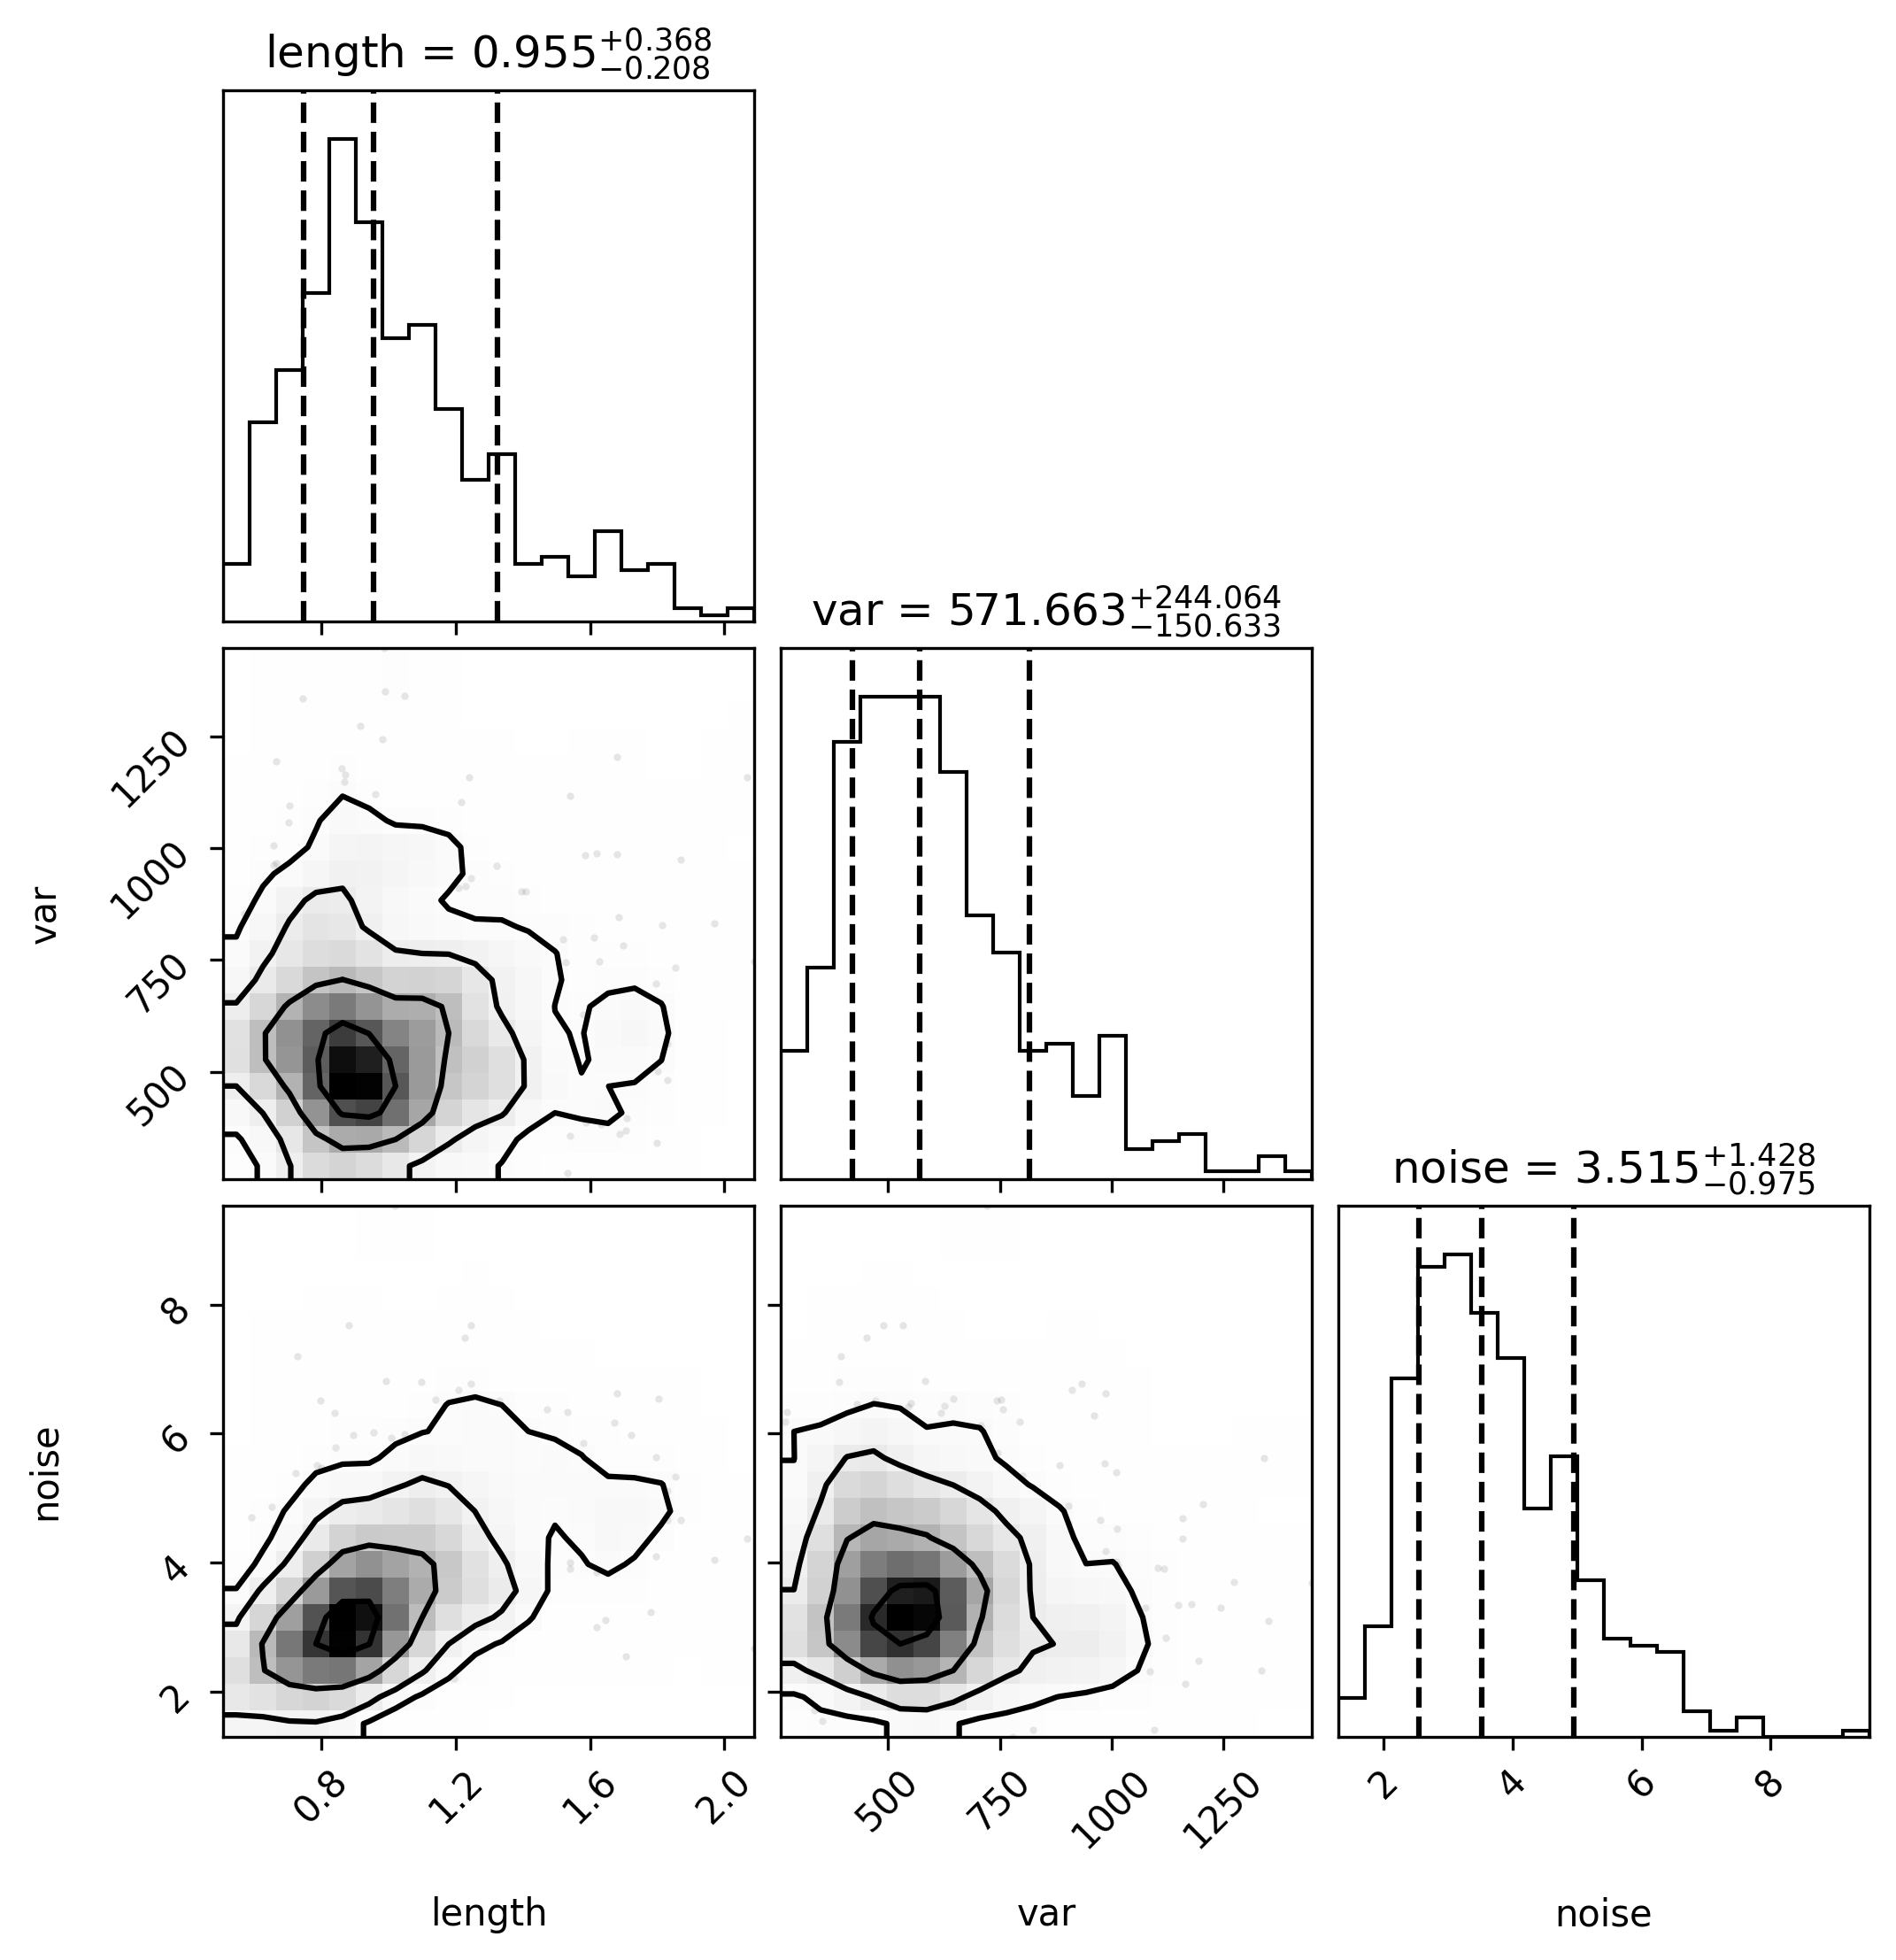 length = 0.955 +0.368 −0.208
var = 571.663 +244.064 −150.633
var
1250
1000
750
500
noise = 3.515 +1.428 −0.975
noise
8
6
4
2
0.8 1.2 1.6 2.0
500 750 1000 1250
2 4 6 8
length var noise